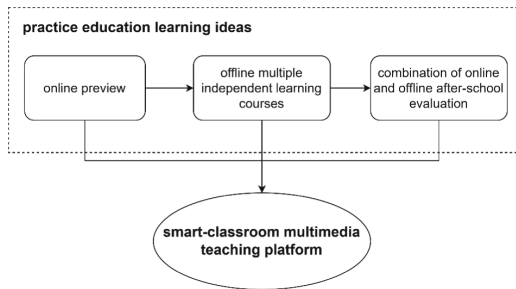 practice education learning ideas
online preview
offline multiple
independent learning
courses
combination of online
and offline after-school
evaluation
smart-classroom multimedia
teaching platform